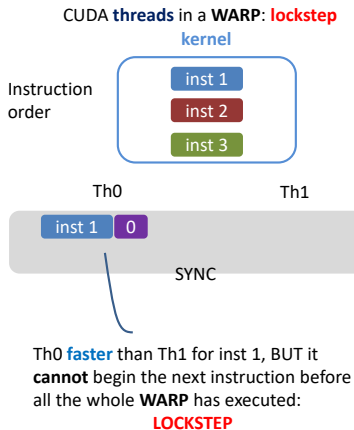 CUDA threads in a WARP: lockstep
kernel
Instruction
order
inst 1
inst 2
inst 3
Th0 Th1
inst 1 0
SYNC
Th0 faster than Th1 for inst 1, BUT it
cannot begin the next instruction before
all the whole WARP has executed:
LOCKSTEP